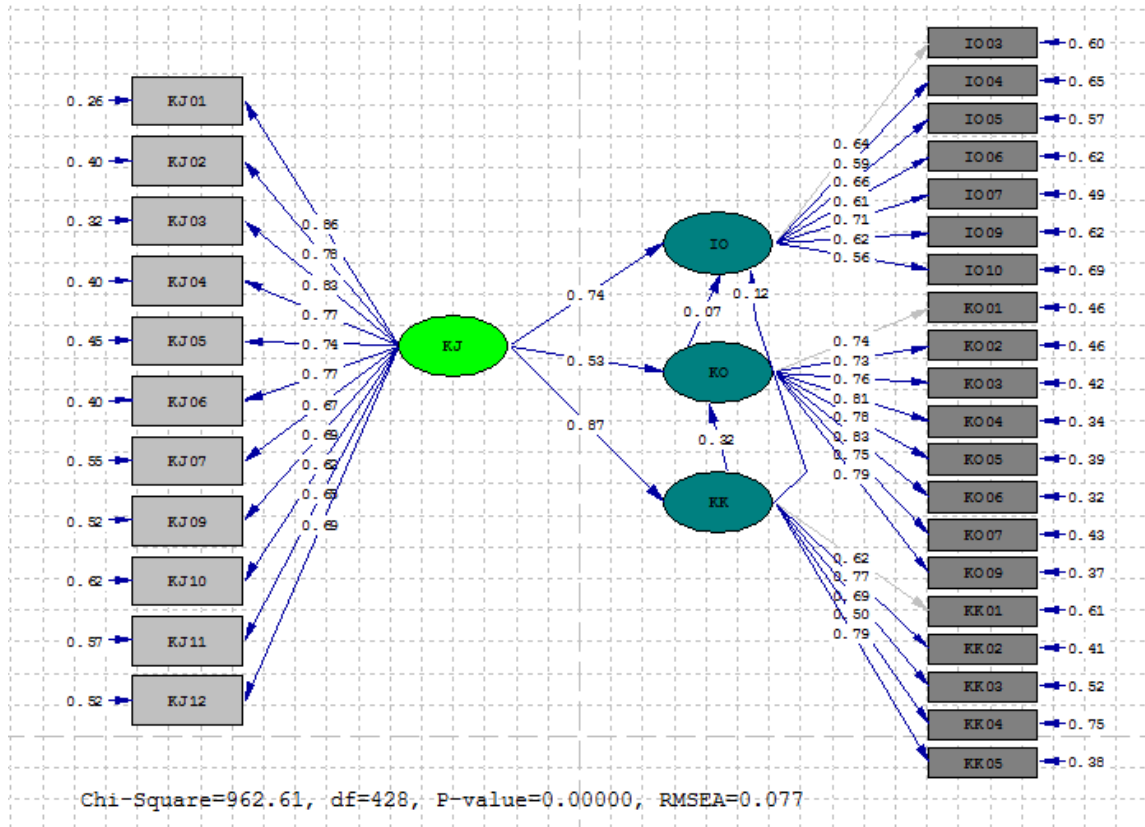 0.26 KJ01
0.40 KJ02
0.32 KJ03
0.40 KJ04
0.45 KJ05
0.40 KJ06
0.55 KJ07
0.52 KJ09
0.62 KJ10
0.57 KJ11
0.52 KJ12
0.86
0.78
0.83
0.77
0.74
0.77
0.67
0.69
0.62
0.65
0.69
KJ
0.74
0.53
0.87
IO
0.07
0.12
KO
0.32
KK
0.64
0.59
0.66
0.61
0.71
0.62
0.56
0.74
0.73
0.76
0.81
0.78
0.83
0.75
0.79
0.62
0.77
0.69
0.50
0.79
IO03 0.60
IO04 0.65
IO05 0.57
IO06 0.62
IO07 0.49
IO09 0.62
IO10 0.69
KO01 0.46
KO02 0.46
KO03 0.42
KO04 0.34
KO05 0.39
KO06 0.32
KO07 0.43
KO09 0.37
KK01 0.61
KK02 0.41
KK03 0.52
KK04 0.75
KK05 0.38
Chi-Square=962.61, df=428, P-value=0.00000, RMSEA=0.077